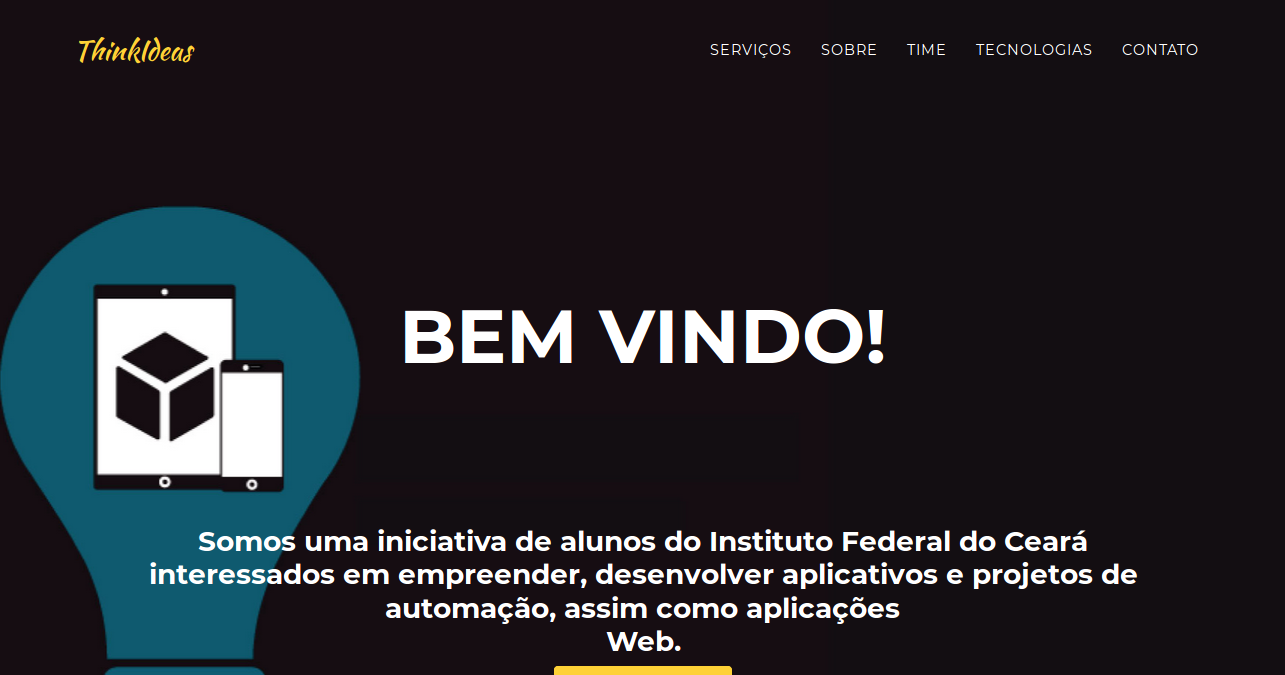 ThinkIdeas
SERVIÇOS SOBRE TIME TECNOLOGIAS CONTATO
BEM VINDO!
Somos uma iniciativa de alunos do Instituto Federal do Ceará
interessados em empreender, desenvolver aplicativos e projetos de
automação, assim como aplicações
Web.